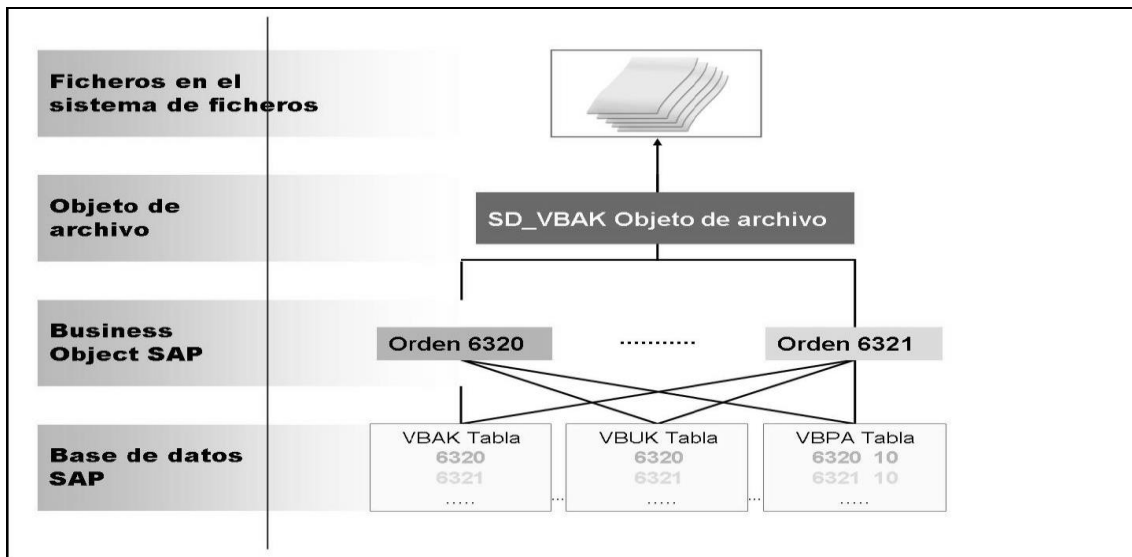 Ficheros en el
sistema de ficheros
Objeto de
archivo
SD_VBAK Objeto de archivo
Business
Object SAP
Orden 6320
..........
Orden 6321
Base de datos
SAP
VBAK Tabla
6320
6321
.....
...
VBUK Tabla
6320
6321
.....
...
VBPA Tabla
6320 10
6321 10
.....